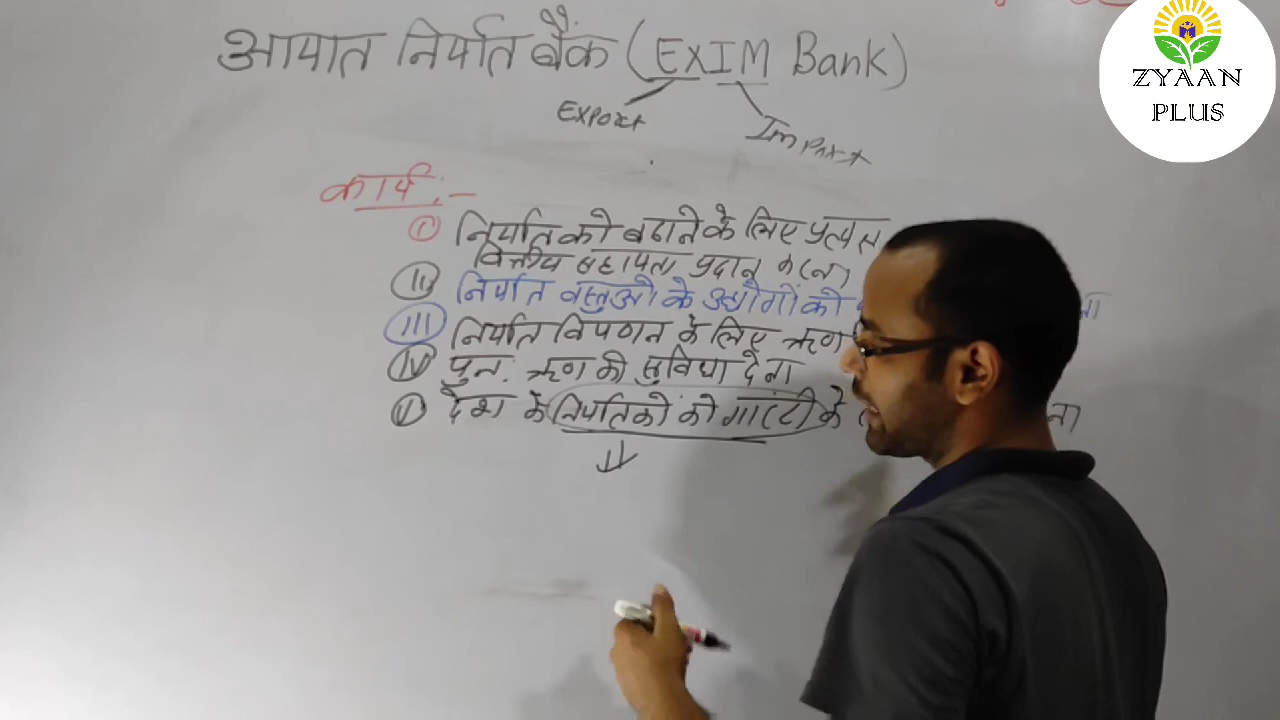 आयात निर्यात बैंक (EXIM Bank)
Export
Import
ZYAAN
PLUS
कार्य :-
(i) निर्यात को बढाने के लिए प्रत्यक्ष
वित्तीय सहायता प्रदान करना
(ii) निर्यात वस्तुओ के उद्योगों को
(iii) निर्यात विपणन के लिए ऋण
(iv) पुन: ऋण की सुविधा देना
(v) देश के निर्यातकों को गारंटी के